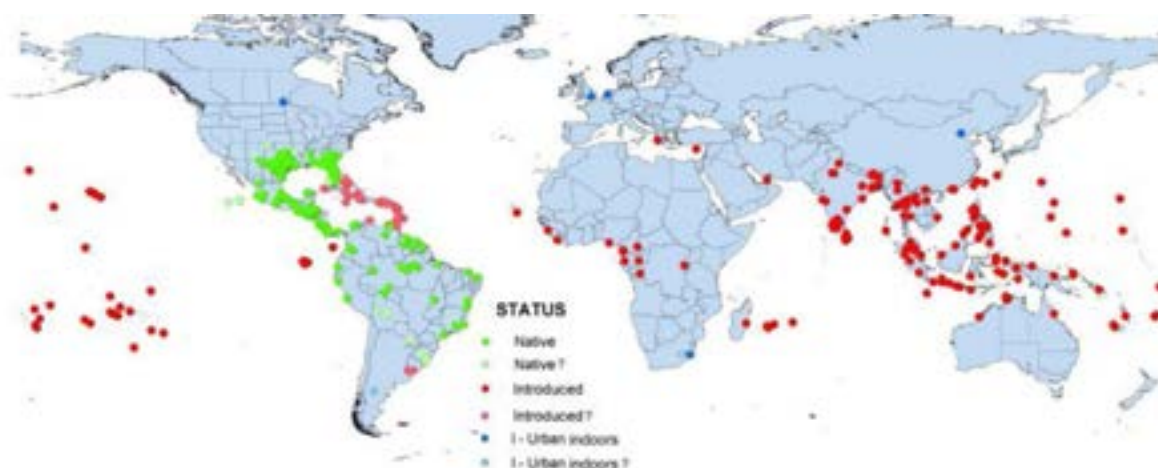 STATUS
Native
Native ?
Introduced
Introduced ?
I - Urban indoors
I - Urban indoors ?